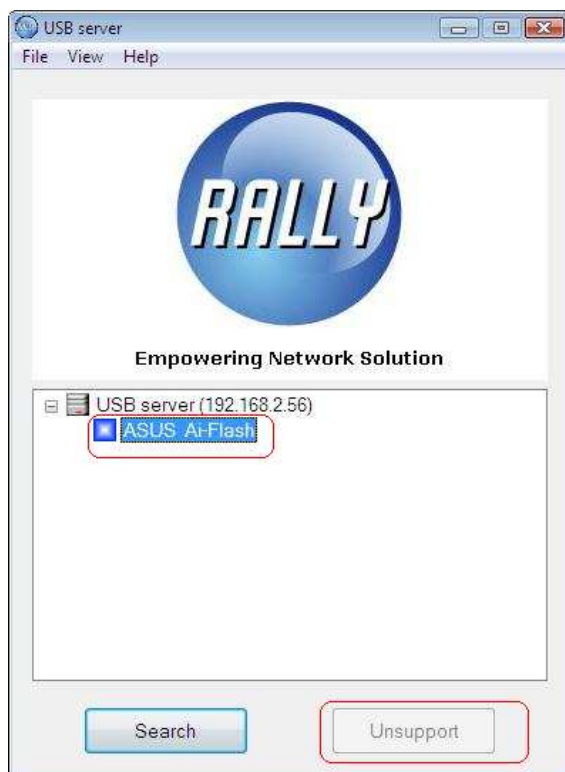 USB server
File View Help
RALLY
Empowering Network Solution
USB server (192.168.2.56)
ASUS Ai-Flash
Search Unsupport